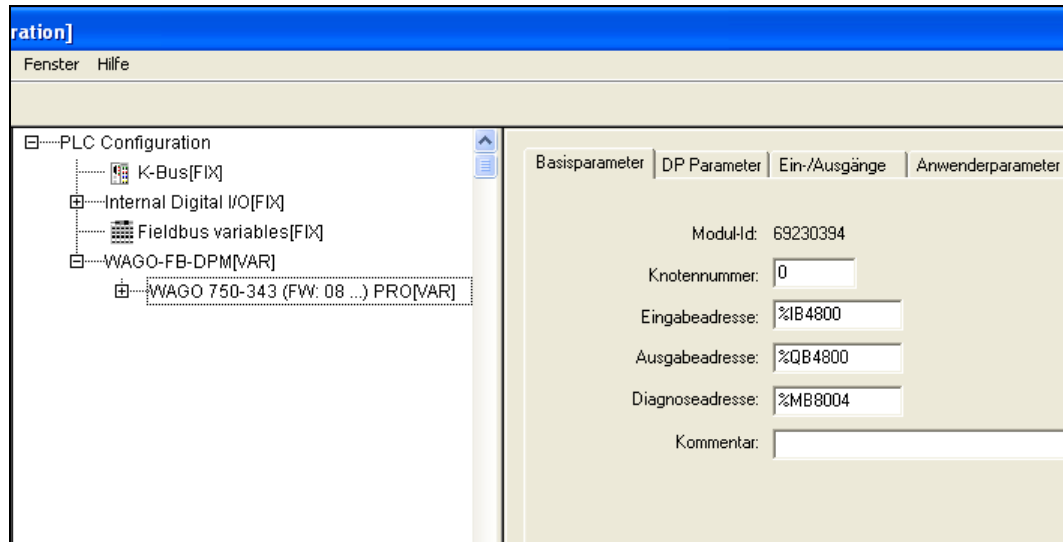 ration]
Fenster Hilfe
PLC Configuration
K-Bus[FIX]
Internal Digital I/O[FIX]
Fieldbus variables[FIX]
WAGO-FB-DPM[VAR]
WAGO 750-343 (FW: 08 ...) PRO[VAR]
Basisparameter DP Parameter Ein-/Ausgänge Anwenderparameter
Modul-Id: 69230394
Knotennummer: 0
Eingabeadresse: %IB4800
Ausgabeadresse: %QB4800
Diagnoseadresse: %MB8004
Kommentar: